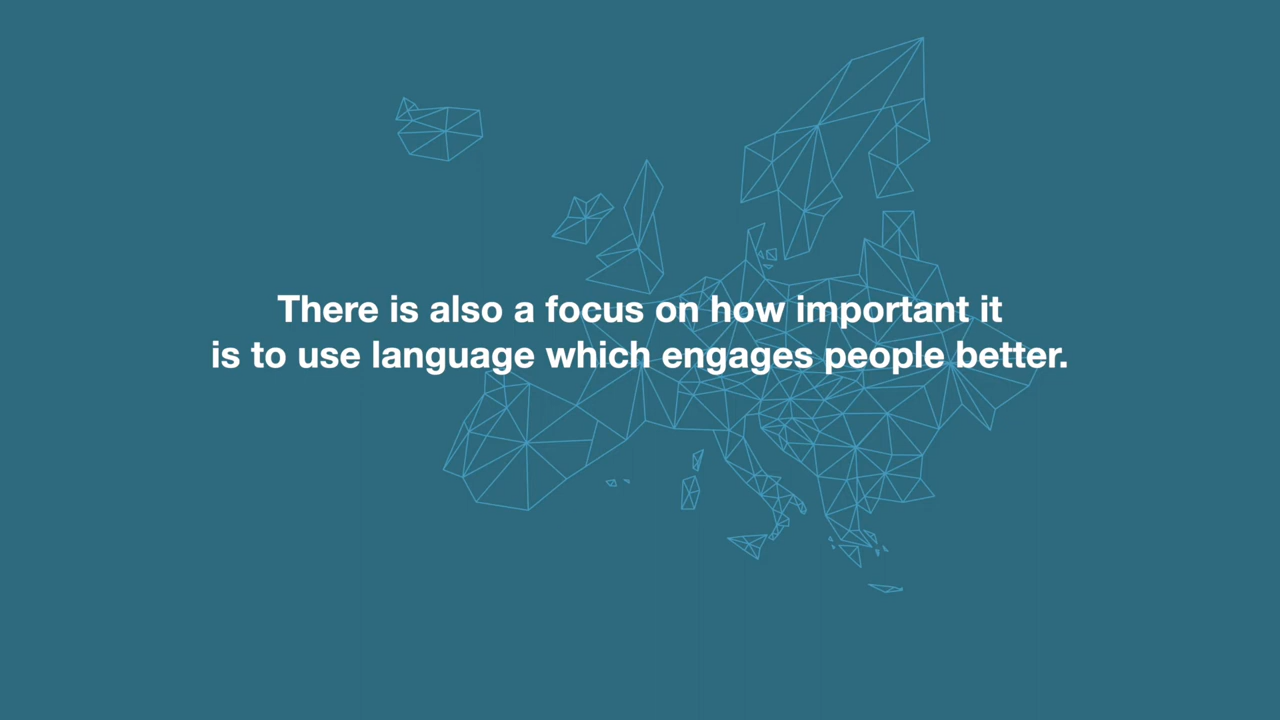 There is also a focus on how important it
is to use language which engages people better.